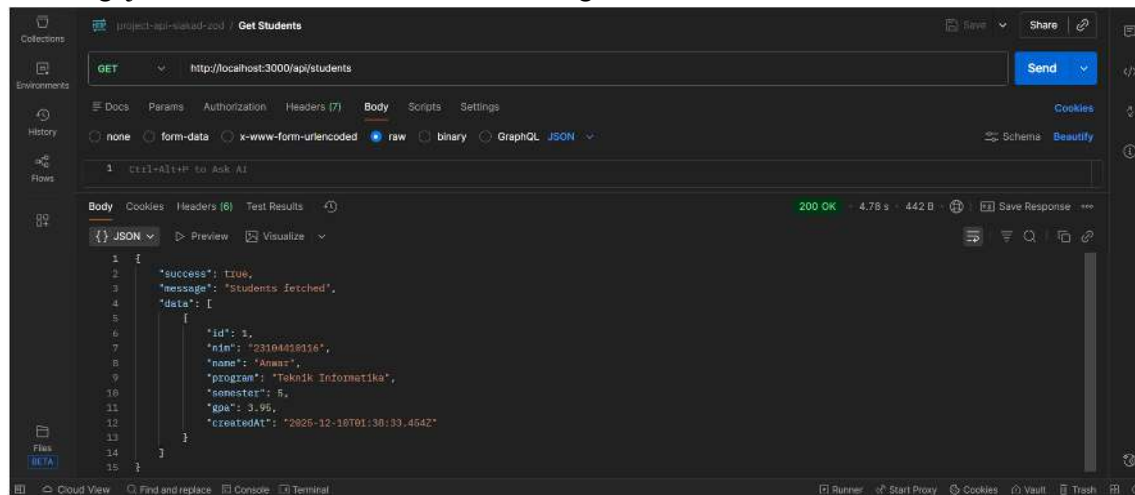 project-api-siakad-zod / Get Students
Save
Share
Collections
GET http://localhost:3000/api/students
Send
Environments
Docs Params Authorization Headers (7) Body Scripts Settings
Cookies
History
none form-data x-www-form-urlencoded raw binary GraphQL JSON
Schema Beautify
Flows
1 Ctrl+Alt+P to Ask AI
Body Cookies Headers (6) Test Results
200 OK 4.78 s 442 B Save Response
{} JSON Preview Visualize
1 {
2 "success": true,
3 "message": "Students fetched",
4 "data": [
5 {
6 "id": 1,
7 "nim": "23104410116",
8 "name": "Anwar",
9 "program": "Teknik Informatika",
10 "semester": 5,
11 "gpa": 3.95,
12 "createdAt": "2025-12-10T01:38:33.454Z"
13 }
14 ]
15 }
Files
BETA
Cloud View Find and replace Console Terminal
Runner Start Proxy Cookies Vault Trash